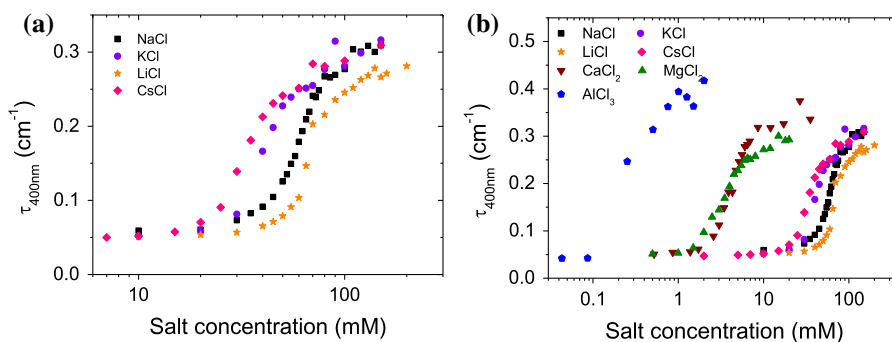 (a)
NaCl
KCl
LiCl
CsCl
0.3
0.2
0.1
0.0
τ400nm (cm-1)
10
100
Salt concentration (mM)
(b)
NaCl KCl
LiCl CsCl
CaCl2 MgCl2
AlCl3
0.5
0.4
0.3
0.2
0.1
0.0
τ400nm (cm-1)
0.1
1
10
100
Salt concentration (mM)